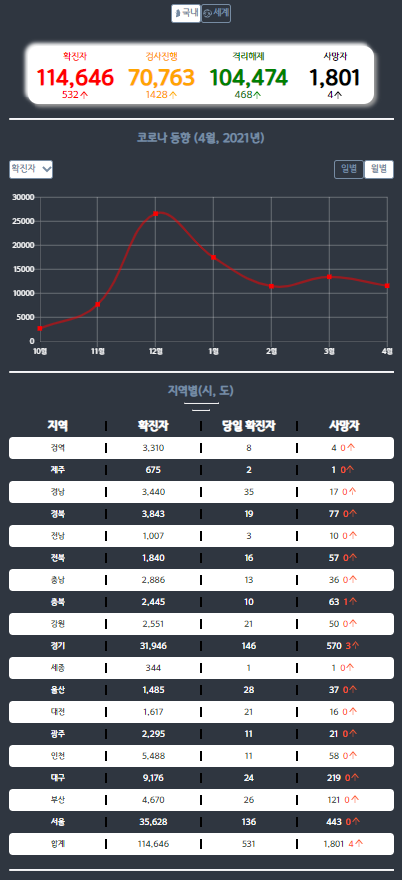 국내 세계
확진자 검사진행 격리해제 사망자
114,646 70,763 104,474 1,801
532↑ 1428↑ 468↑ 4↑
코로나 동향 (4월, 2021년)
확진자 일별 월별
30000
25000
20000
15000
10000
5000
0
10월 11월 12월 1월 2월 3월 4월
지역별(시, 도)
지역 확진자 당일 확진자 사망자
검역 3,310 8 4 0↑
제주 675 2 1 0↑
경남 3,440 35 17 0↑
경북 3,843 19 77 0↑
전남 1,007 3 10 0↑
전북 1,840 16 57 0↑
충남 2,886 13 36 0↑
충북 2,445 10 63 1↑
강원 2,551 21 50 0↑
경기 31,946 146 570 3↑
세종 344 1 1 0↑
울산 1,485 28 37 0↑
대전 1,617 21 16 0↑
광주 2,295 11 21 0↑
인천 5,488 11 58 0↑
대구 9,176 24 219 0↑
부산 4,670 26 121 0↑
서울 35,628 136 443 0↑
합계 114,646 531 1,801 4↑